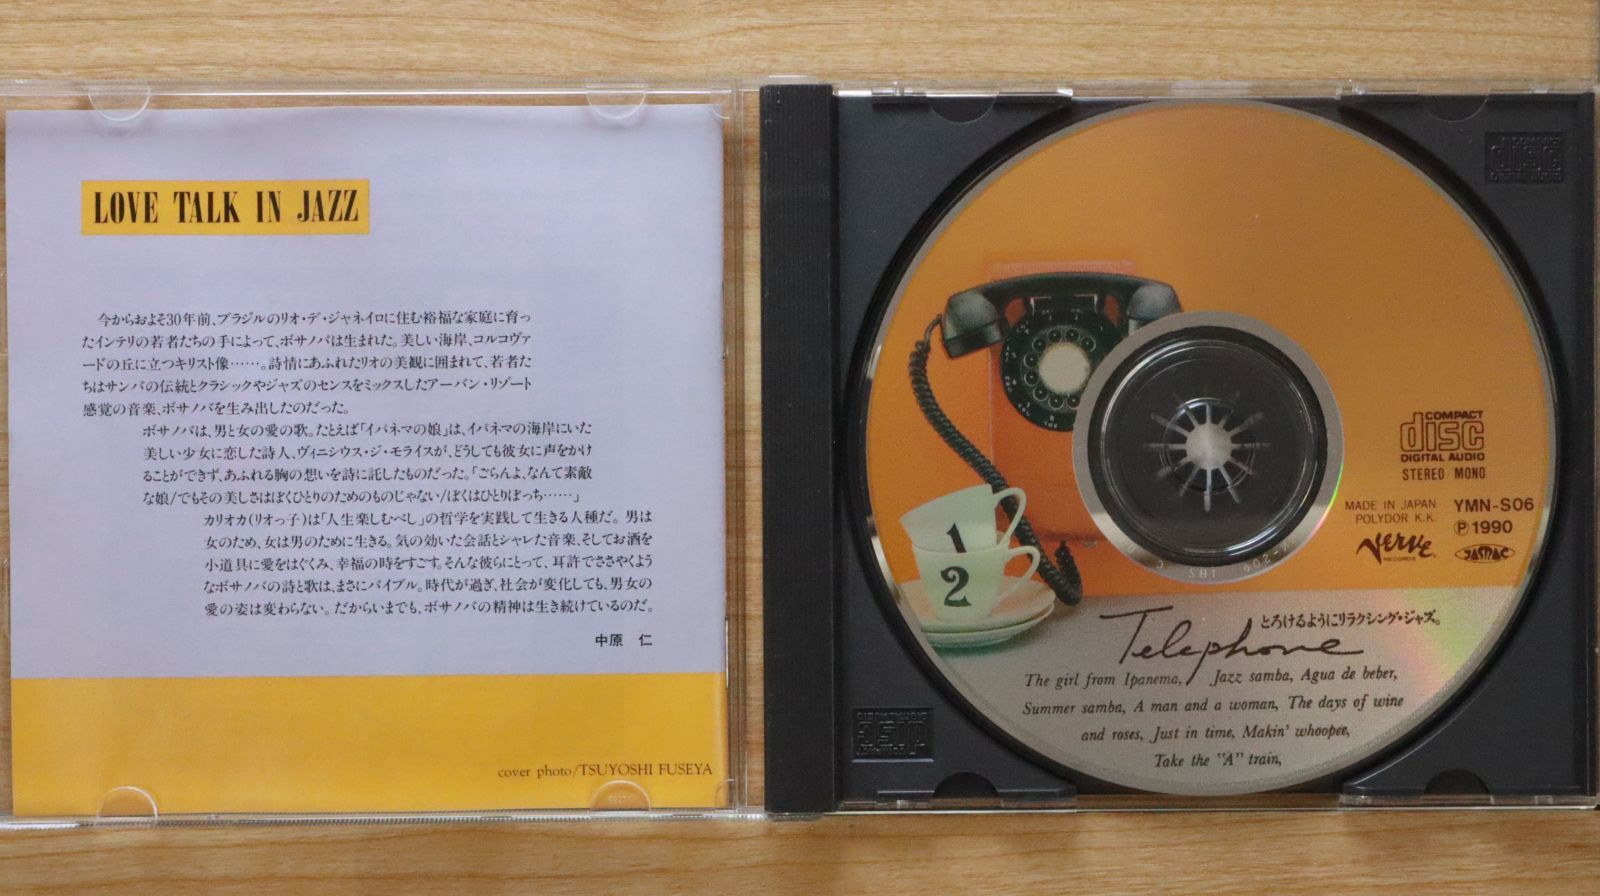 LOVE TALK IN JAZZ
今からおよそ30年前、ブラジルのリオ・デ・ジャネイロに住む裕福な家庭に育っ
たインテリの若者たちの手によって、ボサノバは生まれた。美しい海岸、コルコヴァ
ードの丘に立つキリスト像……。詩情にあふれたリオの美観に囲まれて、若者た
ちはサンバの伝統とクラシックやジャズのセンスをミックスしたアーバン・リゾート
感覚の音楽、ボサノバを生み出したのだった。
ボサノバは、男と女の愛の歌。たとえば「イパネマの娘」は、イパネマの海岸にいた
美しい少女に恋した詩人、ヴィニシウス・ジ・モライスが、どうしても彼女に声をかけ
ることができず、あふれる胸の想いを詩に託したものだった。「ごらんよ、なんて素敵
な娘/でもその美しさはぼくひとりのためのものじゃない/ぼくはひとりぼっち……」
カリオカ(リオっ子)は「人生楽しむべし」の哲学を実践して生きる人種だ。男は
女のため、女は男のために生きる。気の効いた会話とシャレた音楽、そしてお酒を
小道具に愛をはぐくみ、幸福の時をすごす。そんな彼らにとって、耳許でささやくよう
なボサノバの詩と歌は、まさにバイブル。時代が過ぎ、社会が変化しても、男女の
愛の姿は変わらない。だからいまでも、ボサノバの精神は生き続けているのだ。
中原 仁
cover photo/TSUYOSHI FUSEYA
COMPACT
disc
DIGITAL AUDIO
STEREO MONO
MADE IN JAPAN
POLYDOR K.K.
YMN-S06
Ⓟ 1990
VERVE
RECORDS
JASRAC
1
2
とろけるようにリラクシング・ジャズ。
Telephone
The girl from Ipanema, Jazz samba, Agua de beber,
Summer samba, A man and a woman, The days of wine
and roses, Just in time, Makin' whoopee,
Take the "A" train,